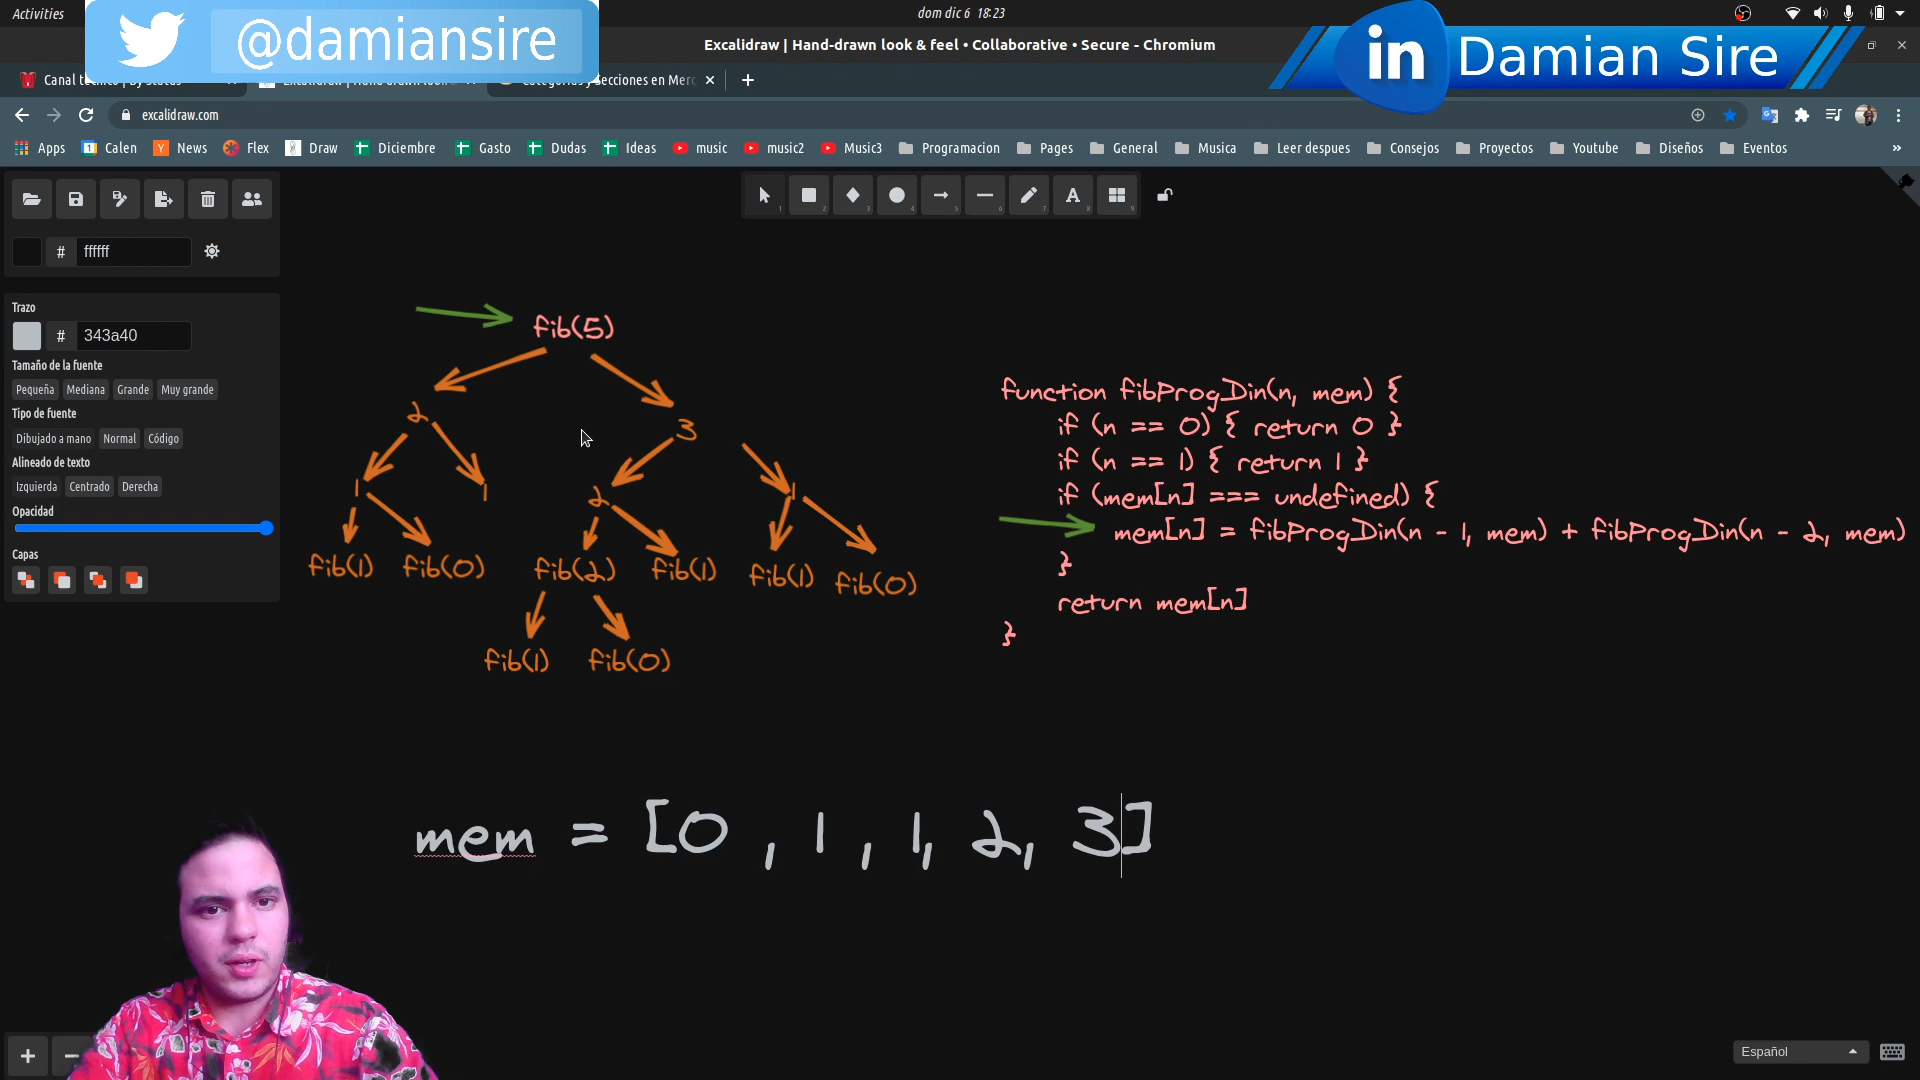 Activities
dom dic 6 18:23
@damiansire
in Damian Sire
Excalidraw | Hand-drawn look & feel • Collaborative • Secure - Chromium
excalidraw.com
Apps
Calen
News
Flex
Draw
Diciembre
Gasto
Dudas
Ideas
music
music2
Music3
Programacion
Pages
General
Musica
Leer despues
Consejos
Proyectos
Youtube
Diseños
Eventos
»
# ffffff
Trazo
# 343a40
Tamaño de la fuente
Pequeña Mediana Grande Muy grande
Tipo de fuente
Dibujado a mano Normal Código
Alineado de texto
Izquierda Centrado Derecha
Opacidad
Capas
fib(5)
2
3
1
1
2
1
fib(1)
fib(0)
fib(2)
fib(1)
fib(1)
fib(0)
fib(1)
fib(0)
function fibProgDin(n, mem) {
if (n == 0) { return 0 }
if (n == 1) { return 1 }
if (mem[n] === undefined) {
mem[n] = fibProgDin(n - 1, mem) + fibProgDin(n - 2, mem)
}
return mem[n]
}
mem = [0 , 1 , 1, 2, 3]
Español